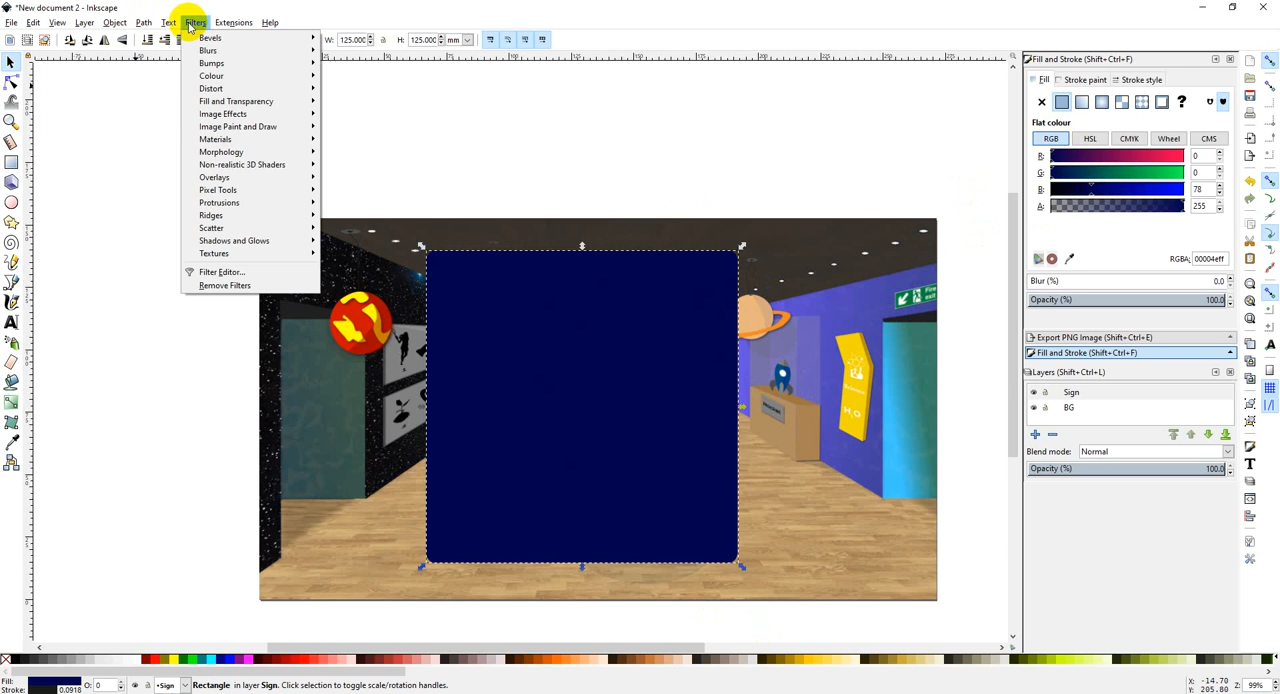 *New document 2 - Inkscape
File Edit View Layer Object Path Text Filters Extensions Help
W: 125.000 H: 125.000 mm
Bevels
Blurs
Bumps
Colour
Distort
Fill and Transparency
Image Effects
Image Paint and Draw
Materials
Morphology
Non-realistic 3D Shaders
Overlays
Pixel Tools
Protrusions
Ridges
Scatter
Shadows and Glows
Textures
Filter Editor...
Remove Filters
Fill and Stroke (Shift+Ctrl+F)
Fill Stroke paint Stroke style
Flat colour
RGB HSL CMYK Wheel CMS
R: 0
G: 0
B: 78
A: 255
RGBA: 00004eff
Blur (%) 0.0
Opacity (%) 100.0
Export PNG Image (Shift+Ctrl+E)
Fill and Stroke (Shift+Ctrl+F)
Layers (Shift+Ctrl+L)
Sign
BG
Blend mode: Normal
Opacity (%) 100.0
H₂O
Fill:
Stroke: 0.0918
O: 0
•Sign
Rectangle in layer Sign. Click selection to toggle scale/rotation handles.
X: -14.70
Y: 205.80
Z: 99%